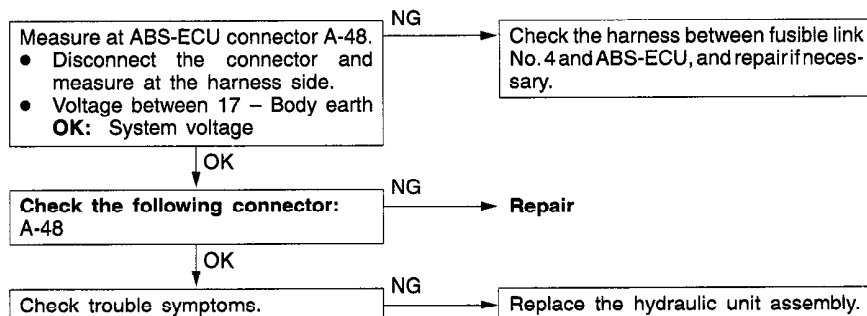 Measure at ABS-ECU connector A-48.
● Disconnect the connector and
measure at the harness side.
● Voltage between 17 – Body earth
OK: System voltage
NG
Check the harness between fusible link
No. 4 and ABS-ECU, and repair if neces-
sary.
OK
Check the following connector:
A-48
NG
Repair
OK
Check trouble symptoms.
NG
Replace the hydraulic unit assembly.